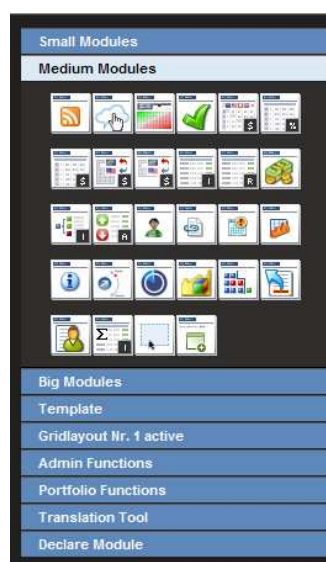 Small Modules
Medium Modules
$ %
$ $ $ I R
I A
i
Σ I
Big Modules
Template
Gridlayout Nr. 1 active
Admin Functions
Portfolio Functions
Translation Tool
Declare Module